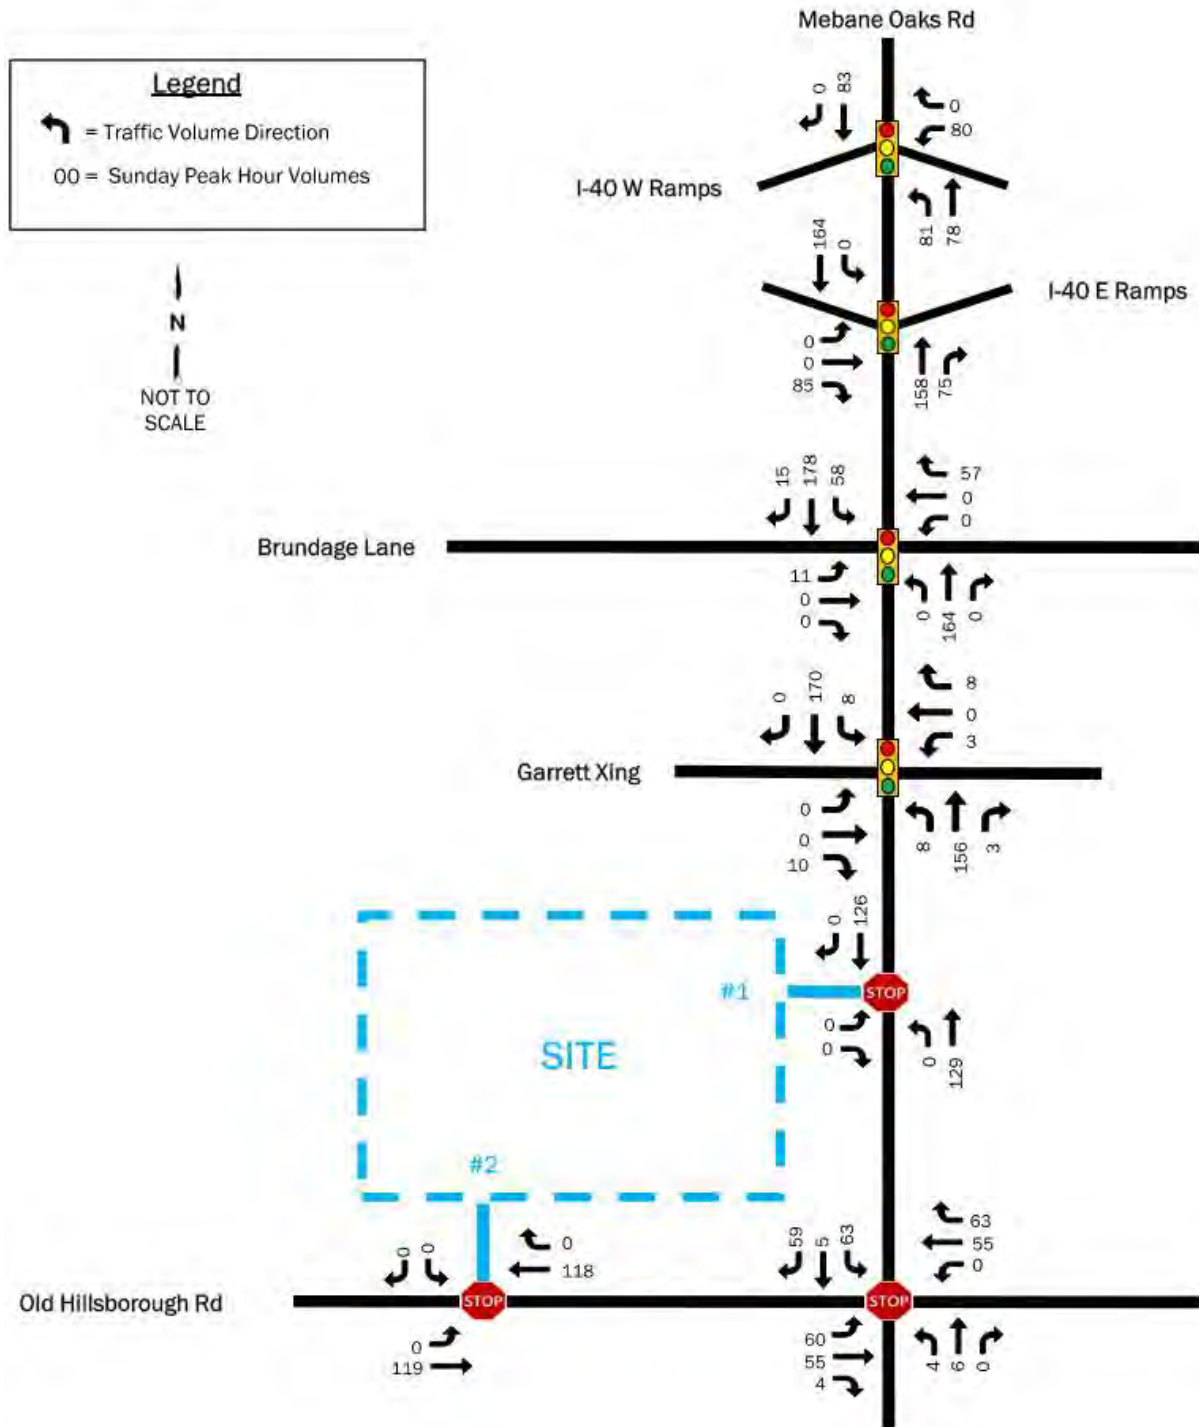 Mebane Oaks Rd
Legend
= Traffic Volume Direction
00 = Sunday Peak Hour Volumes
N
NOT TO
SCALE
0 83
0
80
I-40 W Ramps
81 78
164 0
I-40 E Ramps
0
0
85
158 75
15 178 58
57
0
0
Brundage Lane
11
0
0
0 164 0
0 170 8
8
0
3
Garrett Xing
0
0
10
8 156 3
0 126
#1
STOP
0
0
0 129
SITE
#2
0 0
0
118
59 5 63
63
55
0
Old Hillsborough Rd
STOP
STOP
0
119
60
55
4
4 6 0